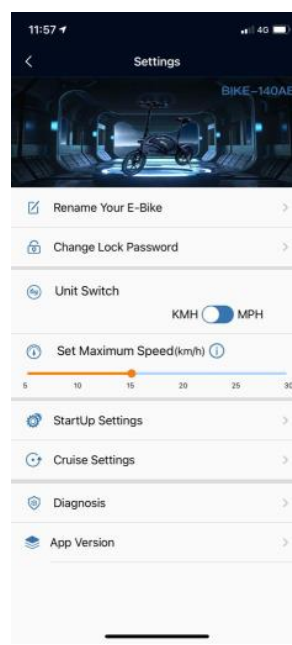 11:57
4G
Settings
BIKE-140AE
Rename Your E-Bike
Change Lock Password
Unit Switch
KMH MPH
Set Maximum Speed(km/h)
5 10 15 20 25 30
StartUp Settings
Cruise Settings
Diagnosis
App Version